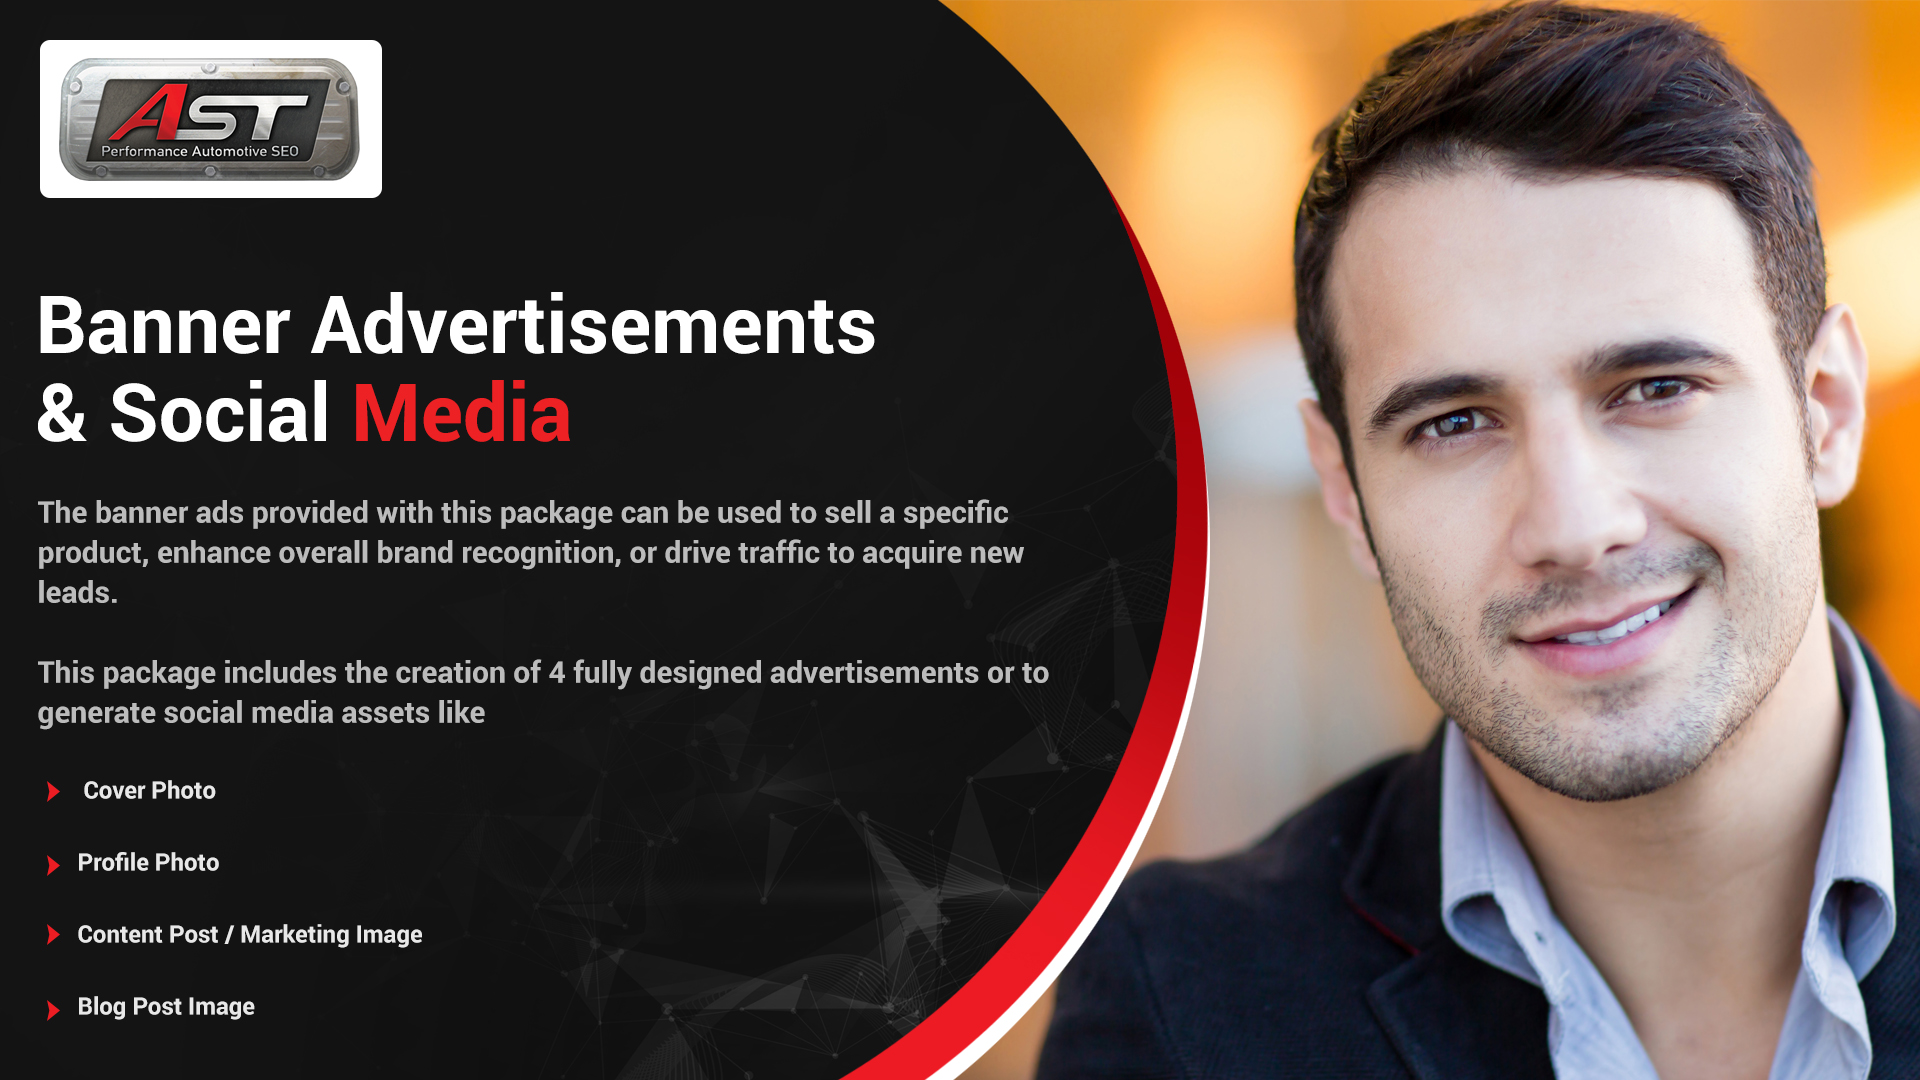 AST
Performance Automotive SEO
Banner Advertisements
& Social Media
The banner ads provided with this package can be used to sell a specific
product, enhance overall brand recognition, or drive traffic to acquire new
leads.
This package includes the creation of 4 fully designed advertisements or to
generate social media assets like
Cover Photo
Profile Photo
Content Post / Marketing Image
Blog Post Image